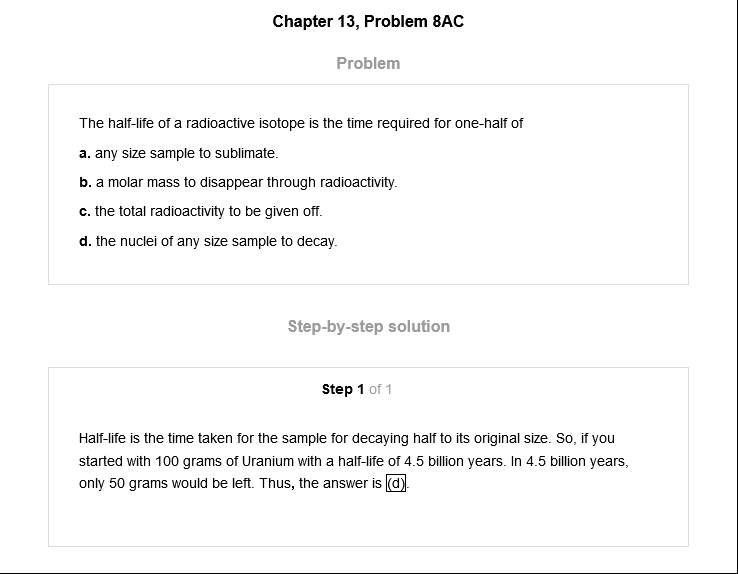 Chapter 13, Problem 8AC
Problem
The half-life of a radioactive isotope is the time required for one-half of
a. any size sample to sublimate.
b. a molar mass to disappear through radioactivity.
c. the total radioactivity to be given off.
d. the nuclei of any size sample to decay.
Step-by-step solution
Step 1 of 1
Half-life is the time taken for the sample for decaying half to its original size. So, if you
started with 100 grams of Uranium with a half-life of 4.5 billion years. In 4.5 billion years,
only 50 grams would be left. Thus, the answer is (d).